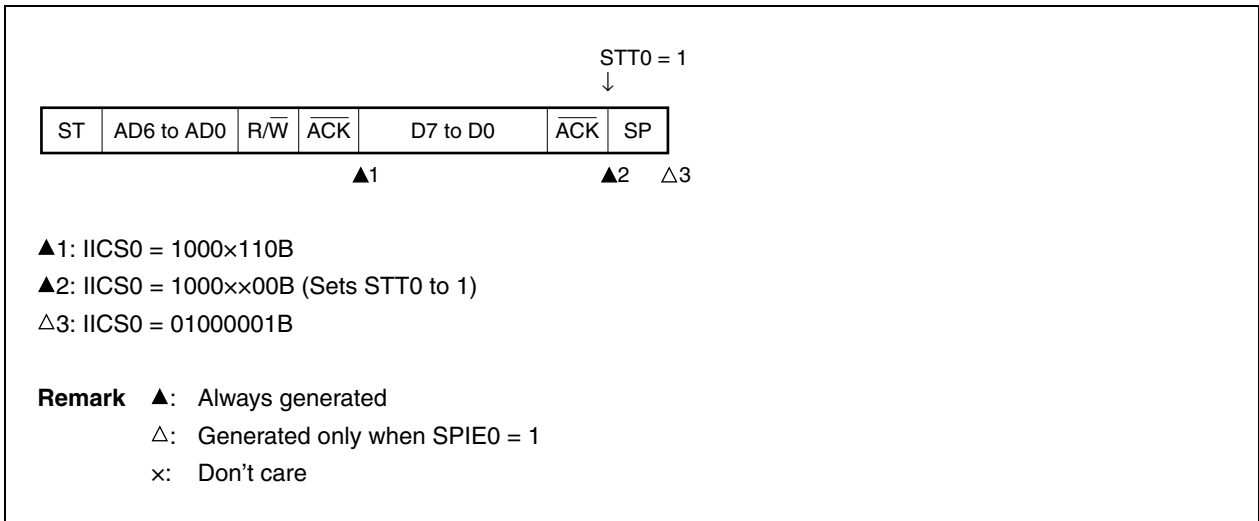 STT0 = 1
↓
ST AD6 to AD0 R/W̅ A̅C̅K̅ D7 to D0 A̅C̅K̅ SP
▲1 ▲2 △3
▲1: IICS0 = 1000×110B
▲2: IICS0 = 1000××00B (Sets STT0 to 1)
△3: IICS0 = 01000001B
Remark ▲: Always generated
△: Generated only when SPIE0 = 1
×: Don't care